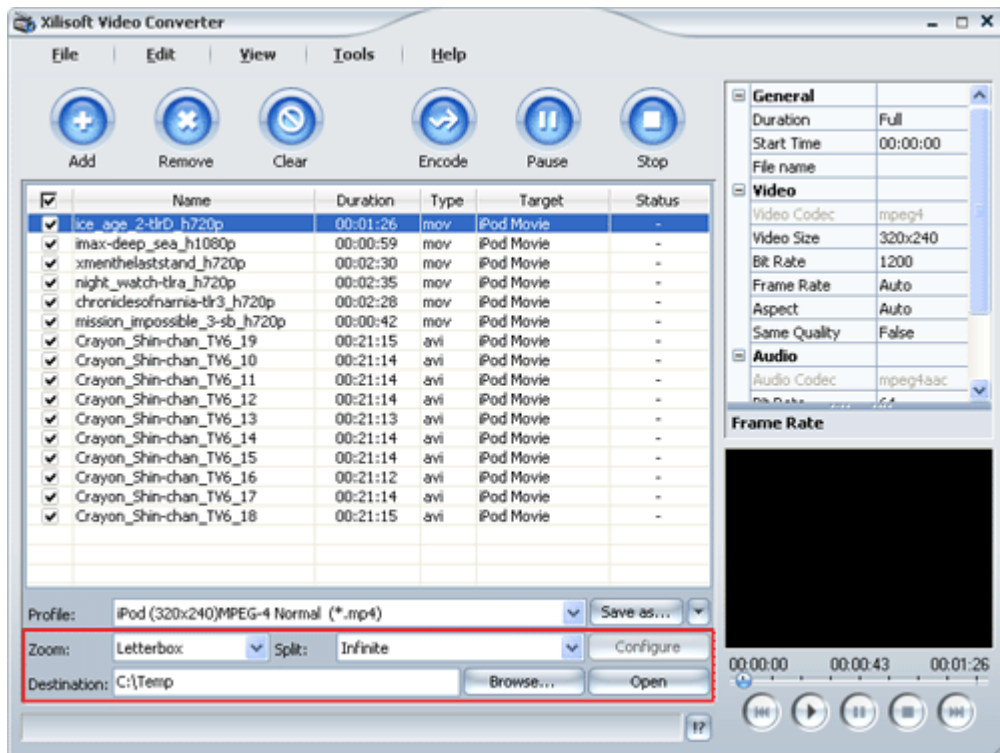 Xilisoft Video Converter
File Edit View Tools Help
Add Remove Clear Encode Pause Stop
Name Duration Type Target Status
ice_age_2-tlrD_h720p 00:01:26 mov iPod Movie -
imax-deep_sea_h1080p 00:00:59 mov iPod Movie -
xmenthelaststand_h720p 00:02:30 mov iPod Movie -
night_watch-tlra_h720p 00:02:35 mov iPod Movie -
chroniclesofnarnia-tlr3_h720p 00:02:28 mov iPod Movie -
mission_impossible_3-sb_h720p 00:00:42 mov iPod Movie -
Crayon_Shin-chan_TV6_19 00:21:15 avi iPod Movie -
Crayon_Shin-chan_TV6_10 00:21:14 avi iPod Movie -
Crayon_Shin-chan_TV6_11 00:21:14 avi iPod Movie -
Crayon_Shin-chan_TV6_12 00:21:14 avi iPod Movie -
Crayon_Shin-chan_TV6_13 00:21:13 avi iPod Movie -
Crayon_Shin-chan_TV6_14 00:21:14 avi iPod Movie -
Crayon_Shin-chan_TV6_15 00:21:14 avi iPod Movie -
Crayon_Shin-chan_TV6_16 00:21:12 avi iPod Movie -
Crayon_Shin-chan_TV6_17 00:21:14 avi iPod Movie -
Crayon_Shin-chan_TV6_18 00:21:15 avi iPod Movie -
Profile: iPod (320x240)MPEG-4 Normal (*.mp4) Save as...
Zoom: Letterbox Split: Infinite Configure
Destination: C:\Temp Browse... Open
!?
General
Duration Full
Start Time 00:00:00
File name
Video
Video Codec mpeg4
Video Size 320x240
Bit Rate 1200
Frame Rate Auto
Aspect Auto
Same Quality False
Audio
Audio Codec mpeg4aac
Bit Rate 64
Frame Rate
00:00:00 00:00:43 00:01:26